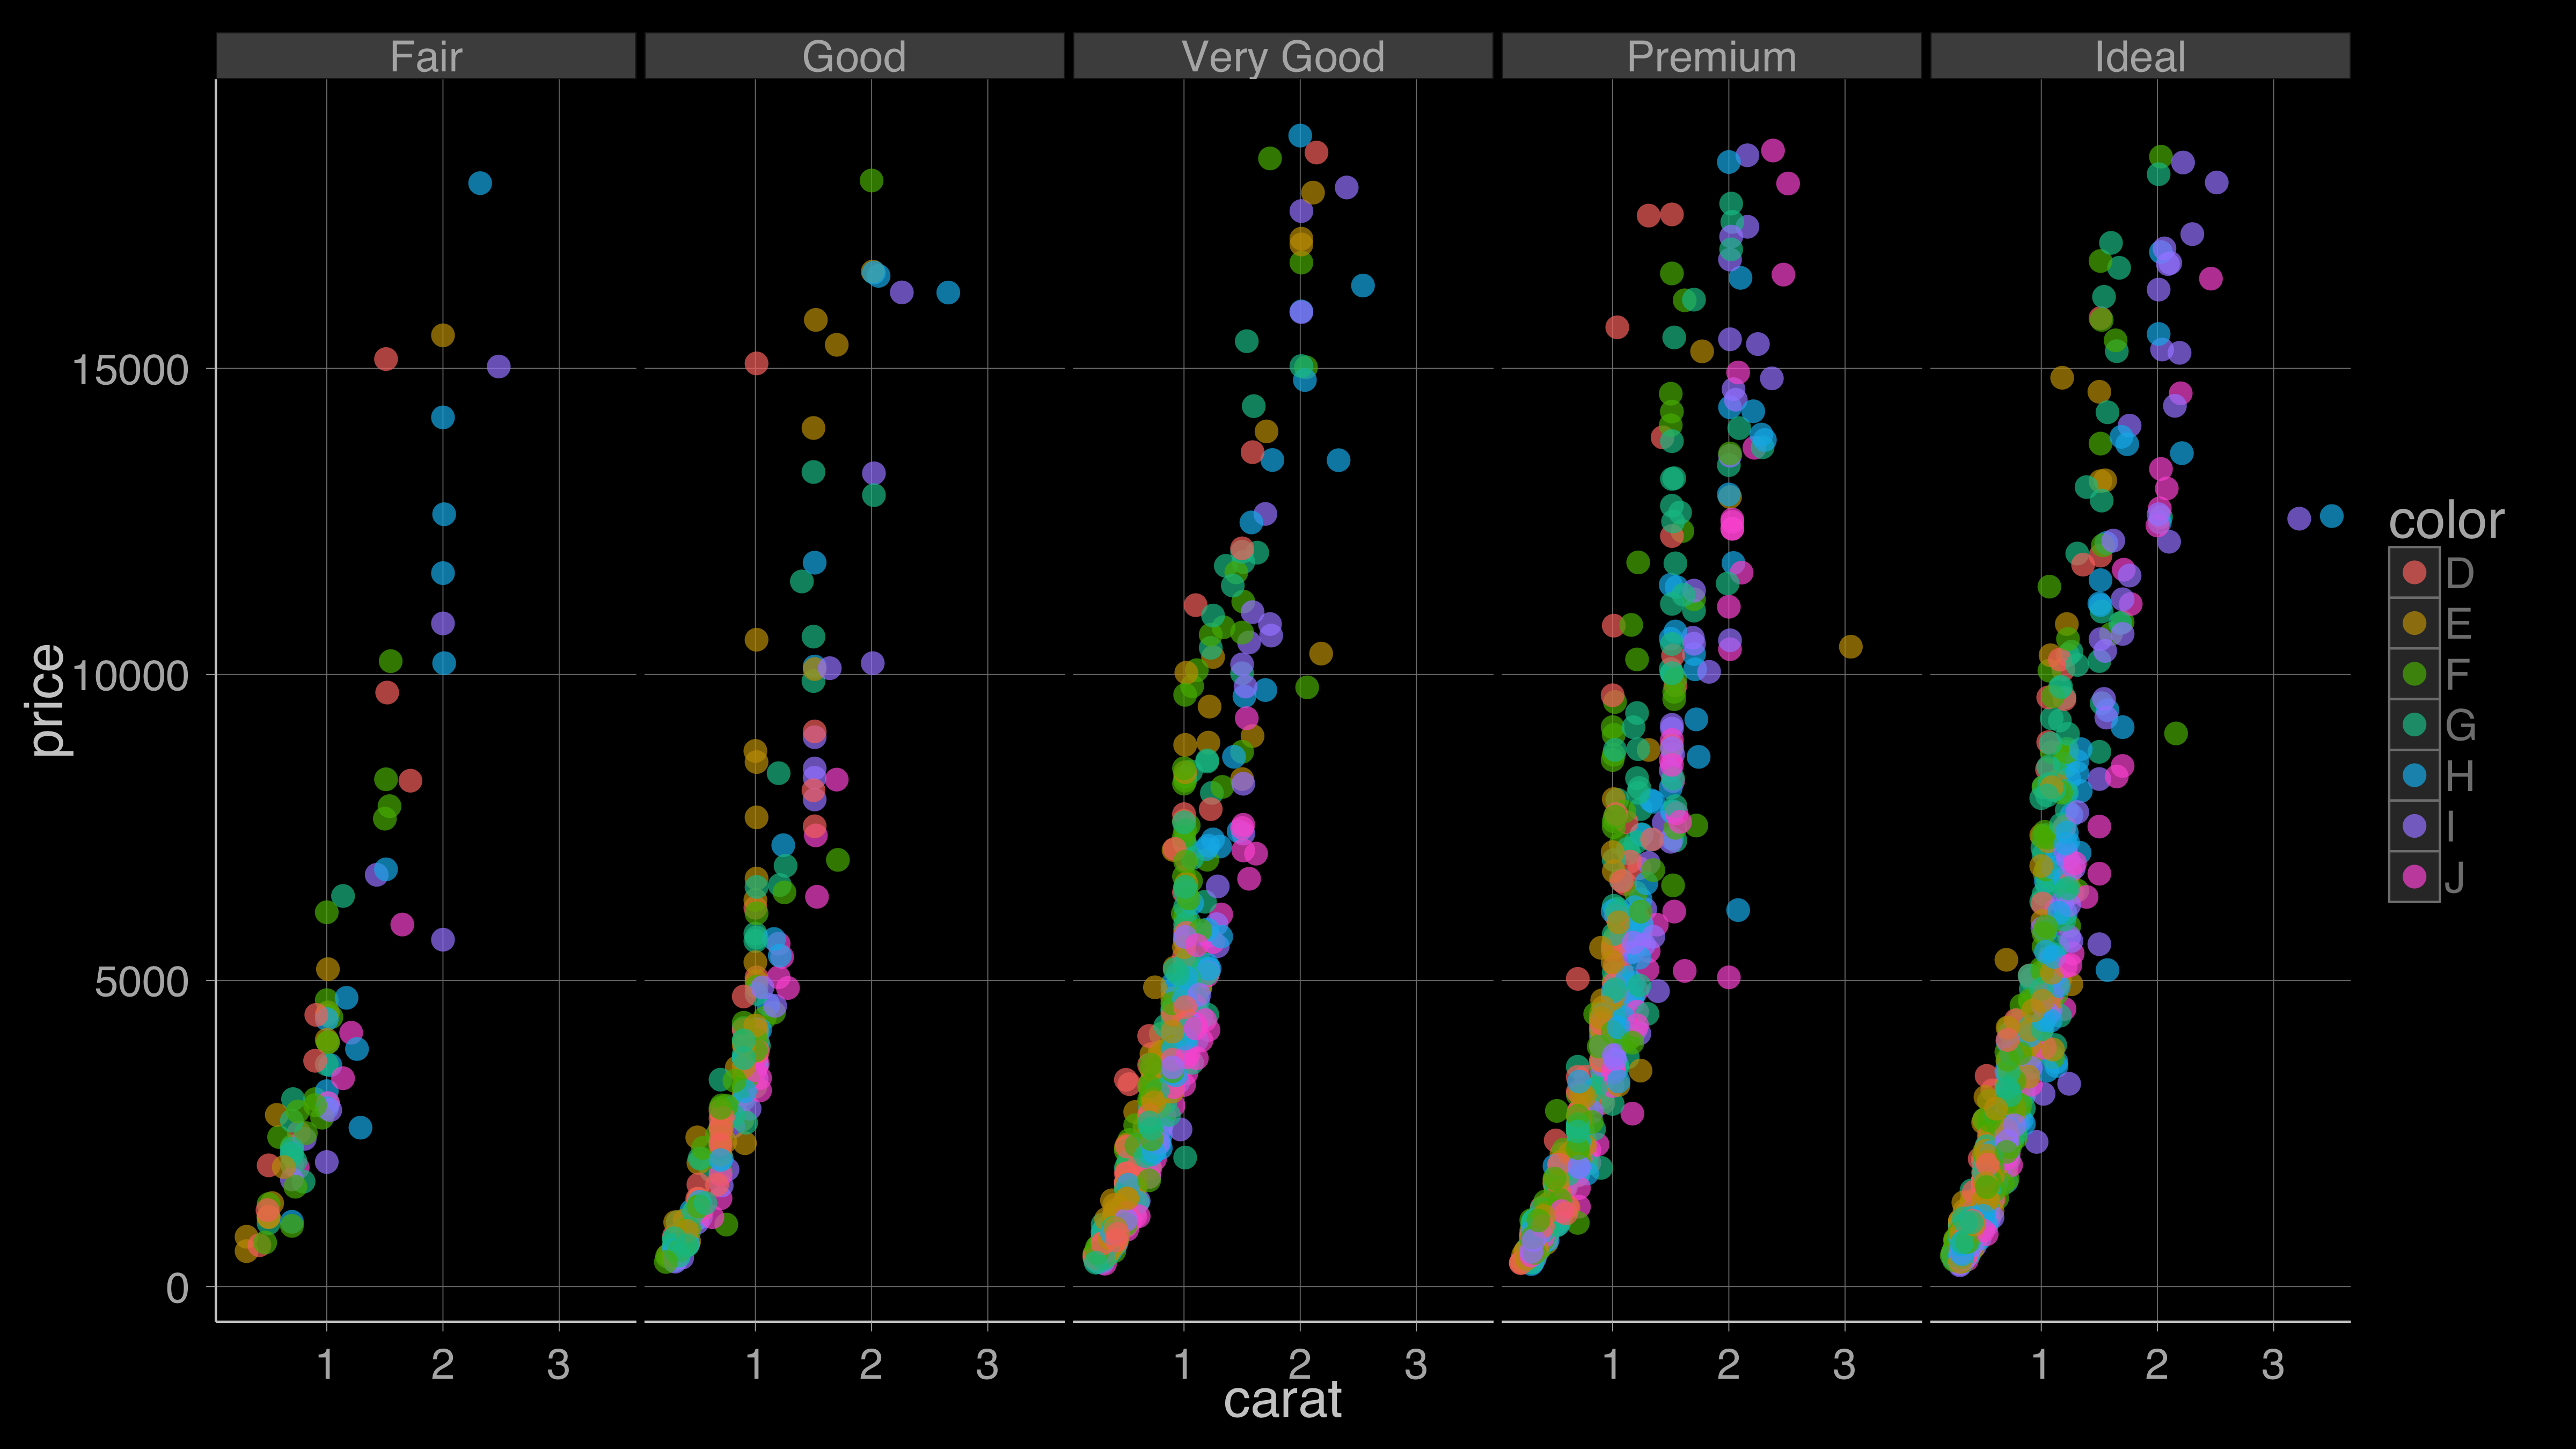 Fair Good Very Good Premium Ideal
15000
10000
5000
0
price
1 2 3 1 2 3 1 2 3 1 2 3 1 2 3
carat
color
D
E
F
G
H
I
J